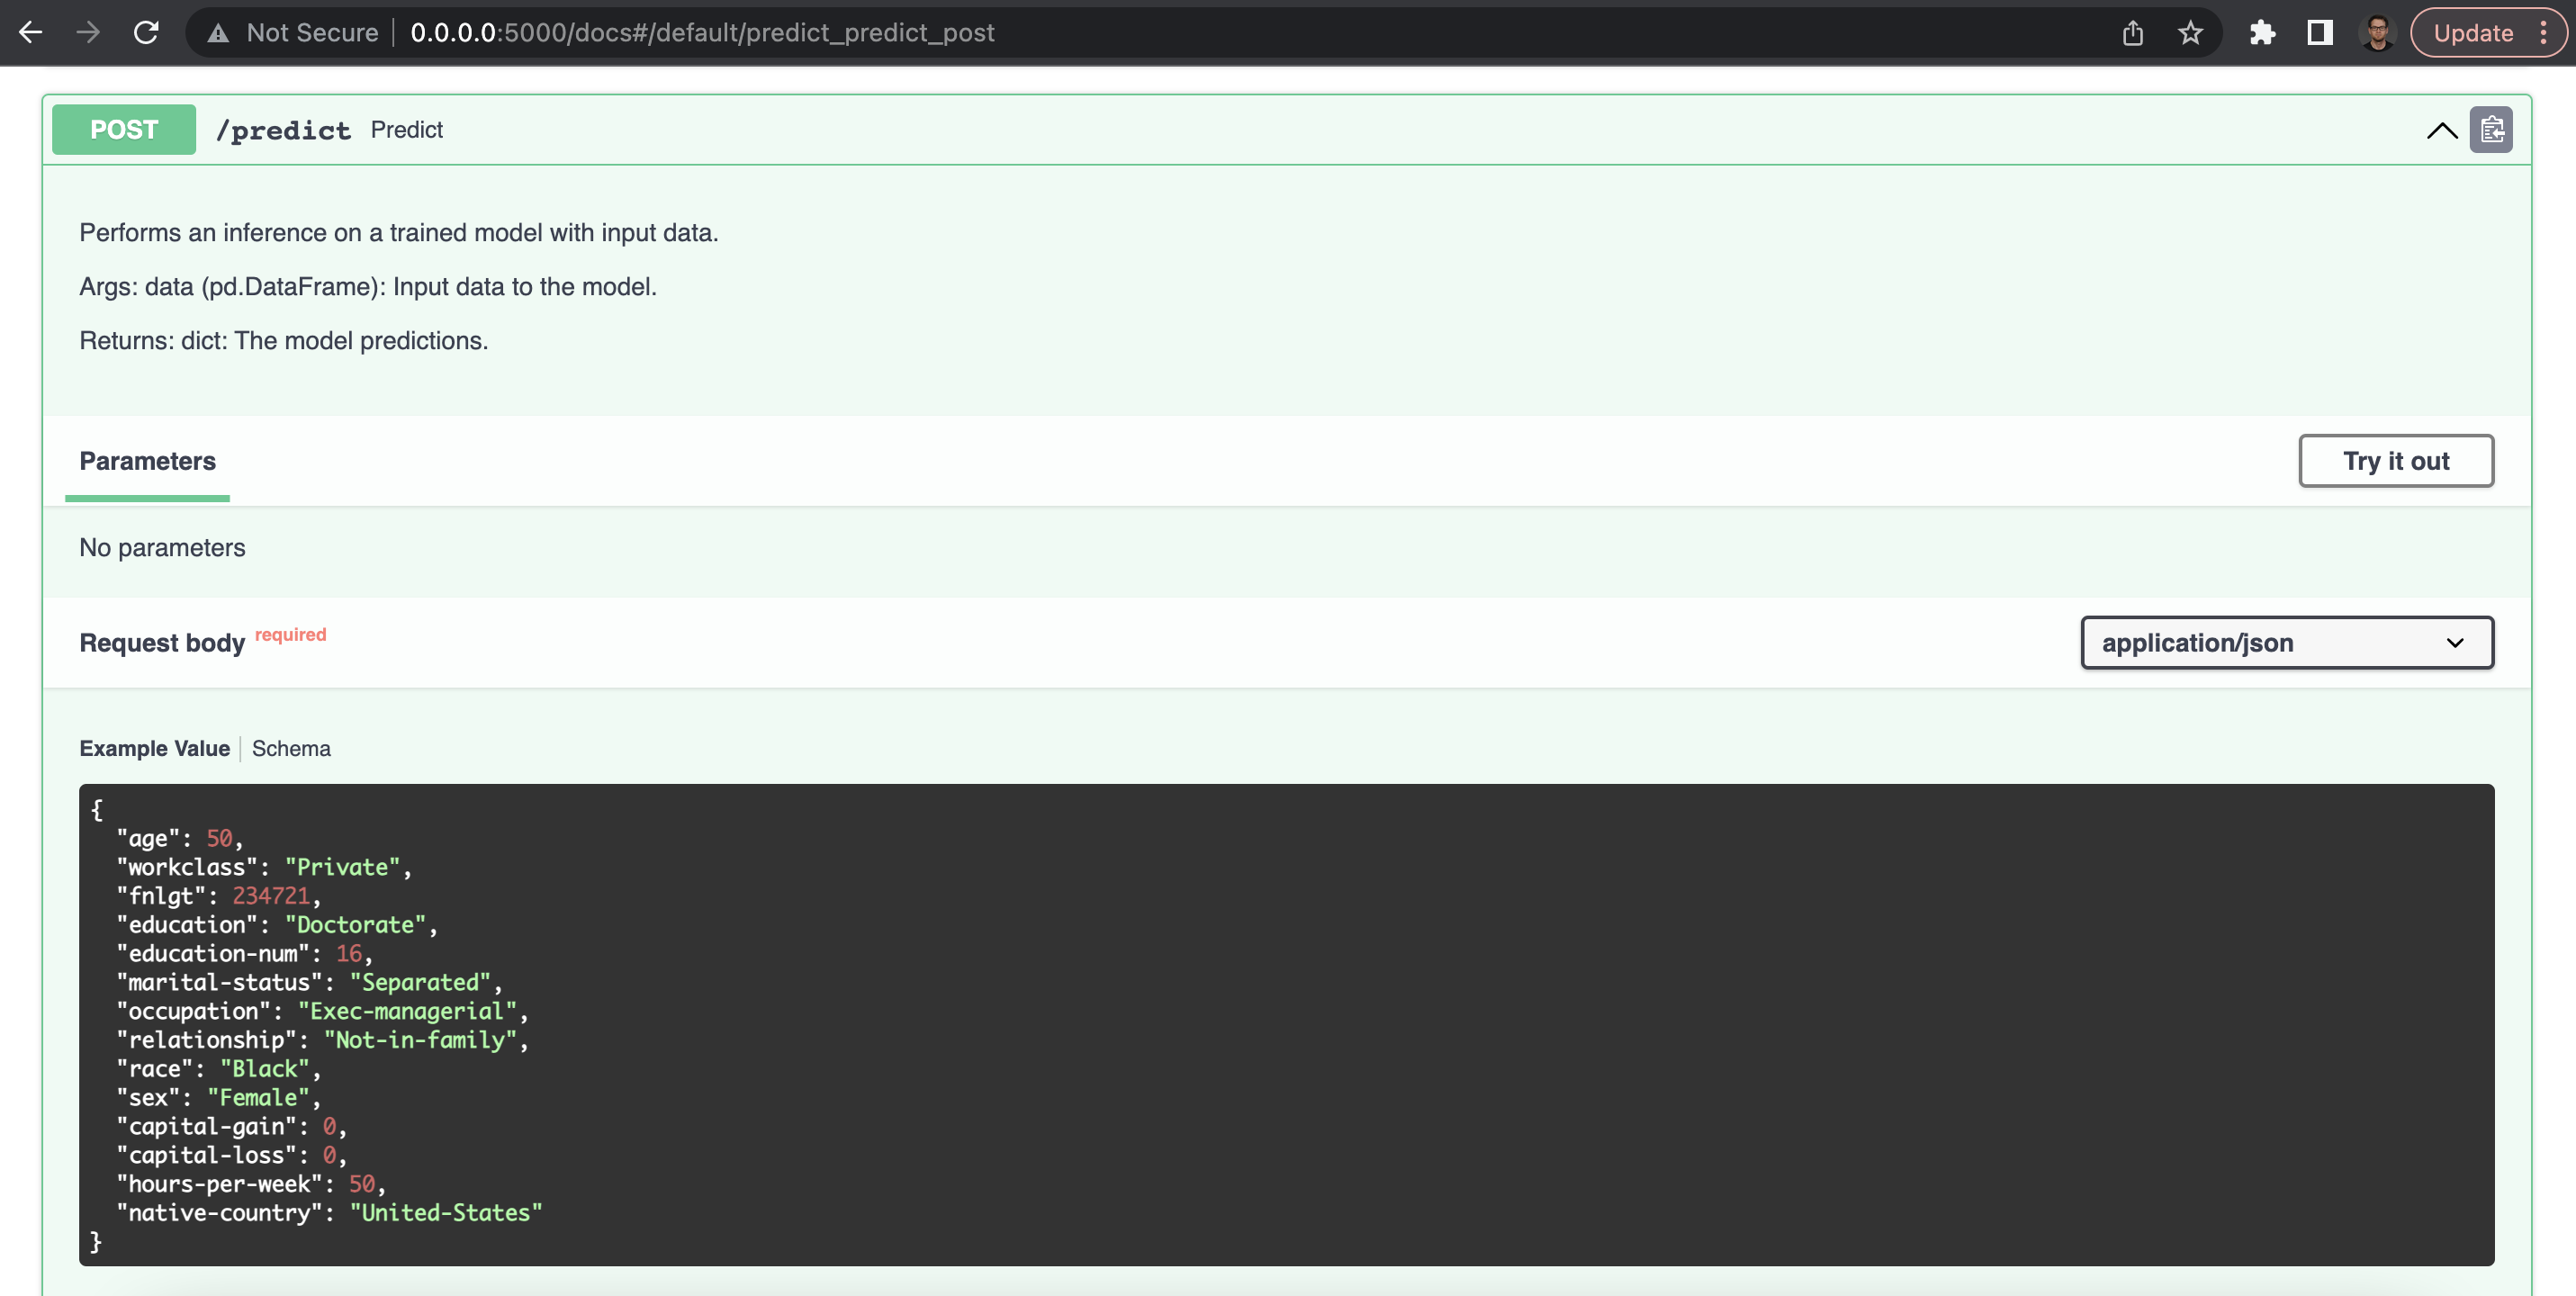 Not Secure 0.0.0.0:5000/docs#/default/predict_predict_post Update
POST /predict Predict
Performs an inference on a trained model with input data.
Args: data (pd.DataFrame): Input data to the model.
Returns: dict: The model predictions.
Parameters Try it out
No parameters
Request body required application/json
Example Value Schema
{
"age": 50,
"workclass": "Private",
"fnlgt": 234721,
"education": "Doctorate",
"education-num": 16,
"marital-status": "Separated",
"occupation": "Exec-managerial",
"relationship": "Not-in-family",
"race": "Black",
"sex": "Female",
"capital-gain": 0,
"capital-loss": 0,
"hours-per-week": 50,
"native-country": "United-States"
}